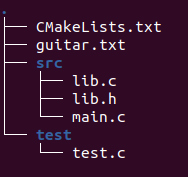 .
├── CMakeLists.txt
├── guitar.txt
├── src
│   ├── lib.c
│   ├── lib.h
│   └── main.c
└── test
    └── test.c